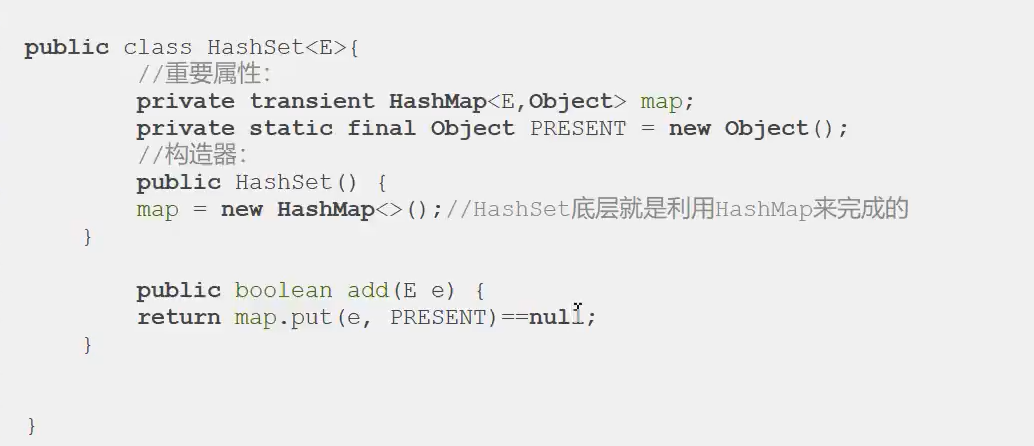 public class HashSet<E>{
//重要属性：
private transient HashMap<E,Object> map;
private static final Object PRESENT = new Object();
//构造器：
public HashSet() {
map = new HashMap<>();//HashSet底层就是利用HashMap来完成的
}
public boolean add(E e) {
return map.put(e, PRESENT)==null;
}
}